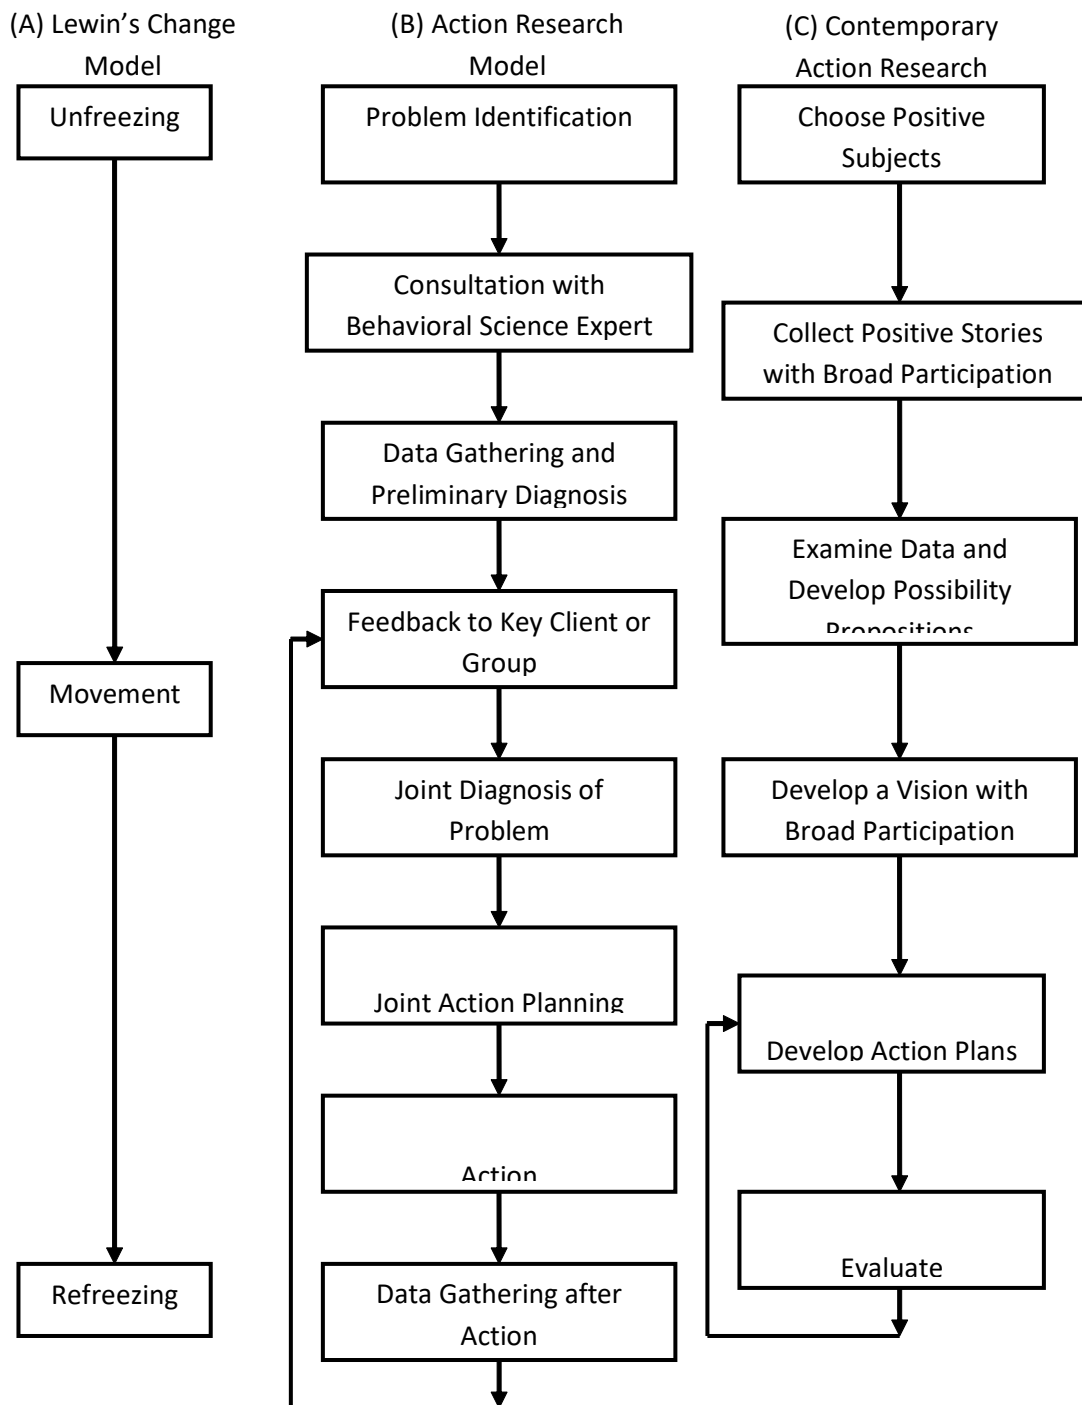 (A) Lewin’s Change
Model
(B) Action Research
Model
(C) Contemporary
Action Research
Unfreezing
Movement
Refreezing
Problem Identification
Consultation with
Behavioral Science Expert
Data Gathering and
Preliminary Diagnosis
Feedback to Key Client or
Group
Joint Diagnosis of
Problem
Joint Action Planning
Action
Data Gathering after
Action
Choose Positive
Subjects
Collect Positive Stories
with Broad Participation
Examine Data and
Develop Possibility
Propositions
Develop a Vision with
Broad Participation
Develop Action Plans
Evaluate